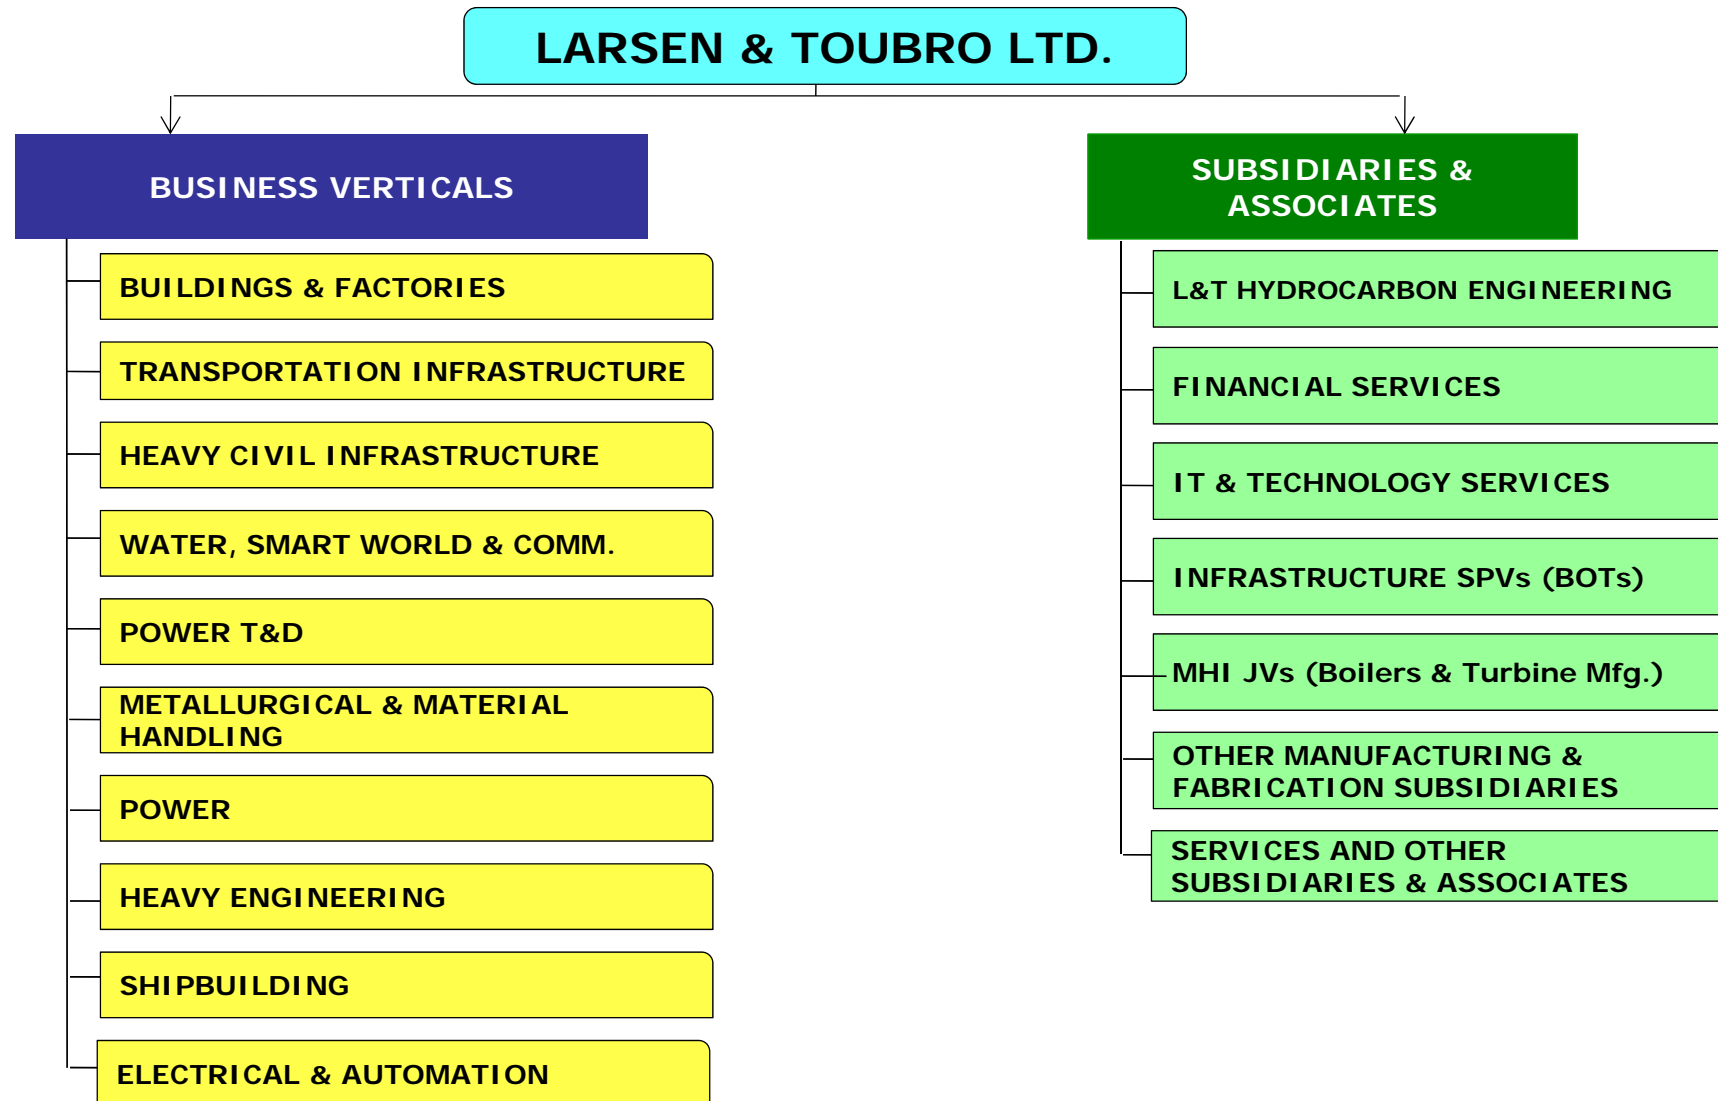 LARSEN & TOUBRO LTD.
BUSINESS VERTICALS
BUILDINGS & FACTORIES
TRANSPORTATION INFRASTRUCTURE
HEAVY CIVIL INFRASTRUCTURE
WATER, SMART WORLD & COMM.
POWER T&D
METALLURGICAL & MATERIAL
HANDLING
POWER
HEAVY ENGINEERING
SHIPBUILDING
ELECTRICAL & AUTOMATION
SUBSIDIARIES &
ASSOCIATES
L&T HYDROCARBON ENGINEERING
FINANCIAL SERVICES
IT & TECHNOLOGY SERVICES
INFRASTRUCTURE SPVs (BOTs)
MHI JVs (Boilers & Turbine Mfg.)
OTHER MANUFACTURING &
FABRICATION SUBSIDIARIES
SERVICES AND OTHER
SUBSIDIARIES & ASSOCIATES